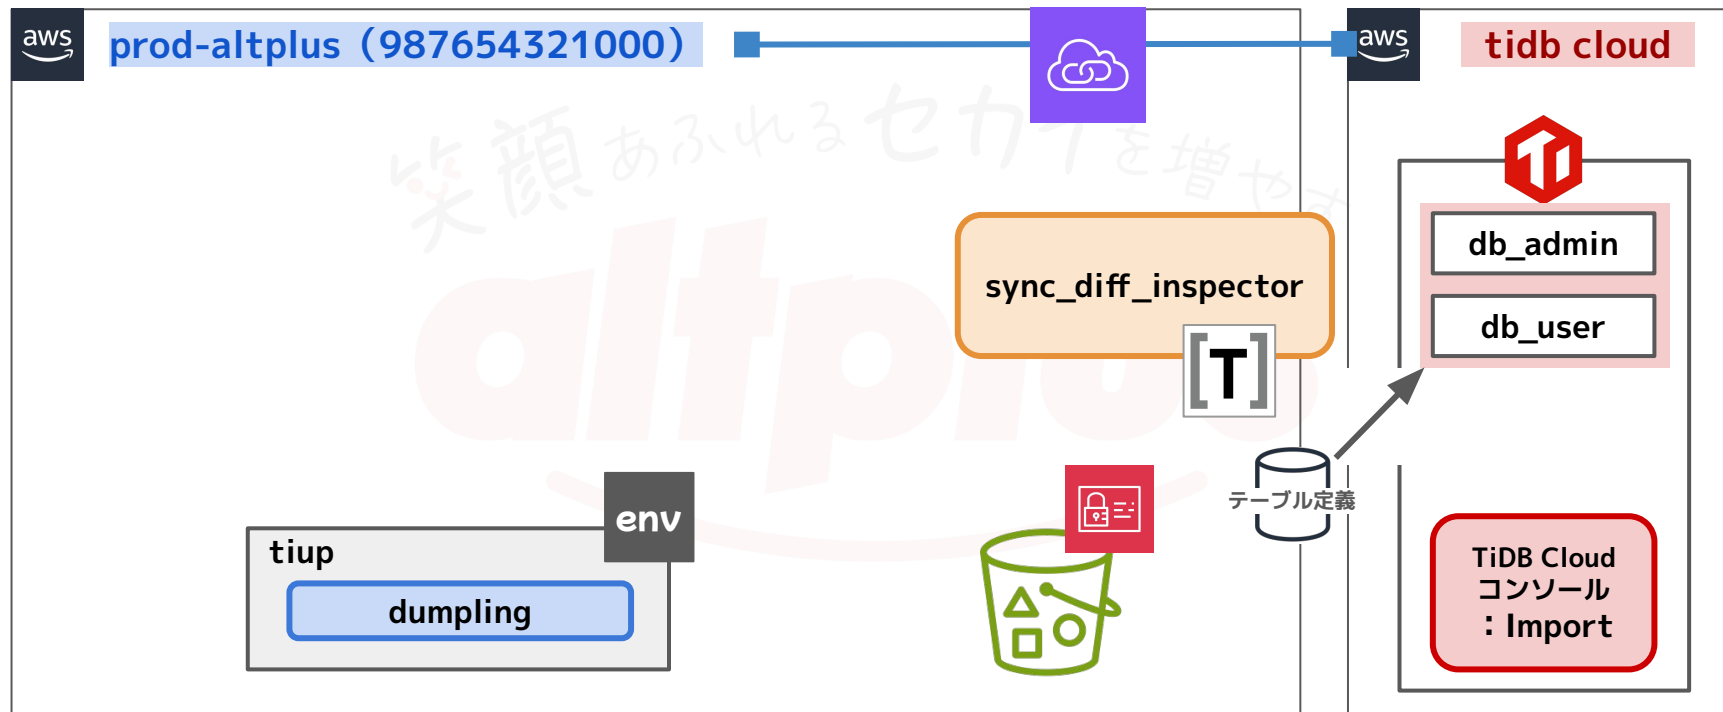 aws
prod-altplus（987654321000）
aws
tidb cloud
笑顔あふれるセカイを増やす
altplus
db_admin
db_user
sync_diff_inspector
[T]
テーブル定義
env
tiup
dumpling
TiDB Cloud
コンソール
：Import